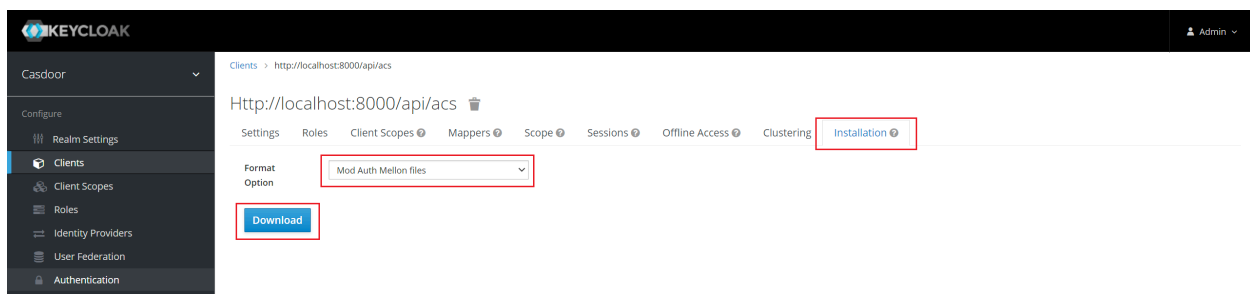 KEYCLOAK
Admin
Casdoor
Clients > http://localhost:8000/api/acs
Http://localhost:8000/api/acs
Configure
Settings Roles Client Scopes Mappers Scope Sessions Offline Access Clustering Installation
Realm Settings
Clients
Format Option
Mod Auth Mellon files
Client Scopes
Roles
Download
Identity Providers
User Federation
Authentication